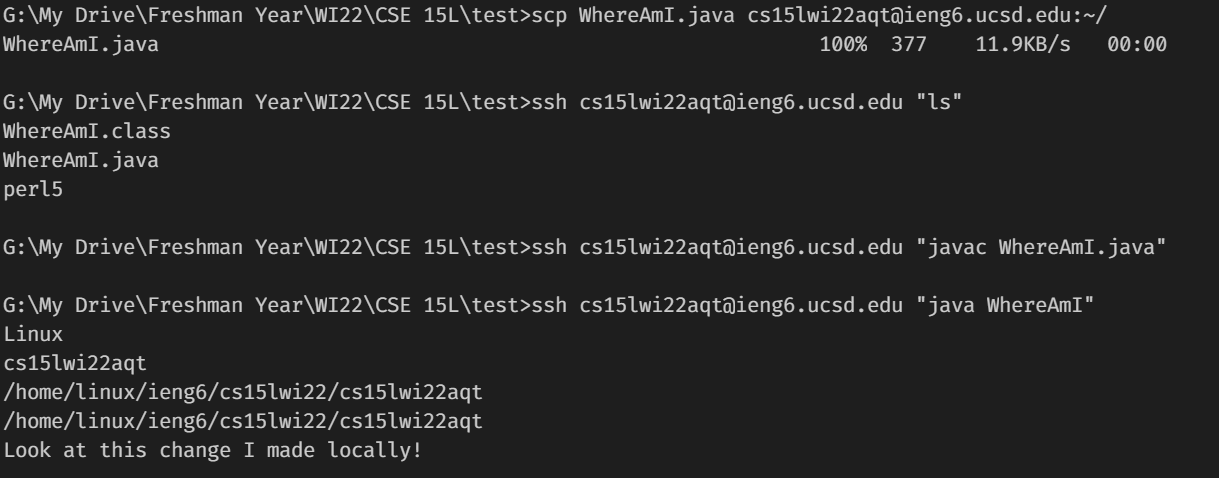 G:\My Drive\Freshman Year\WI22\CSE 15L\test>scp WhereAmI.java cs15lwi22aqt@ieng6.ucsd.edu:~/
WhereAmI.java 100% 377 11.9KB/s 00:00
G:\My Drive\Freshman Year\WI22\CSE 15L\test>ssh cs15lwi22aqt@ieng6.ucsd.edu "ls"
WhereAmI.class
WhereAmI.java
perl5
G:\My Drive\Freshman Year\WI22\CSE 15L\test>ssh cs15lwi22aqt@ieng6.ucsd.edu "javac WhereAmI.java"
G:\My Drive\Freshman Year\WI22\CSE 15L\test>ssh cs15lwi22aqt@ieng6.ucsd.edu "java WhereAmI"
Linux
cs15lwi22aqt
/home/linux/ieng6/cs15lwi22/cs15lwi22aqt
/home/linux/ieng6/cs15lwi22/cs15lwi22aqt
Look at this change I made locally!